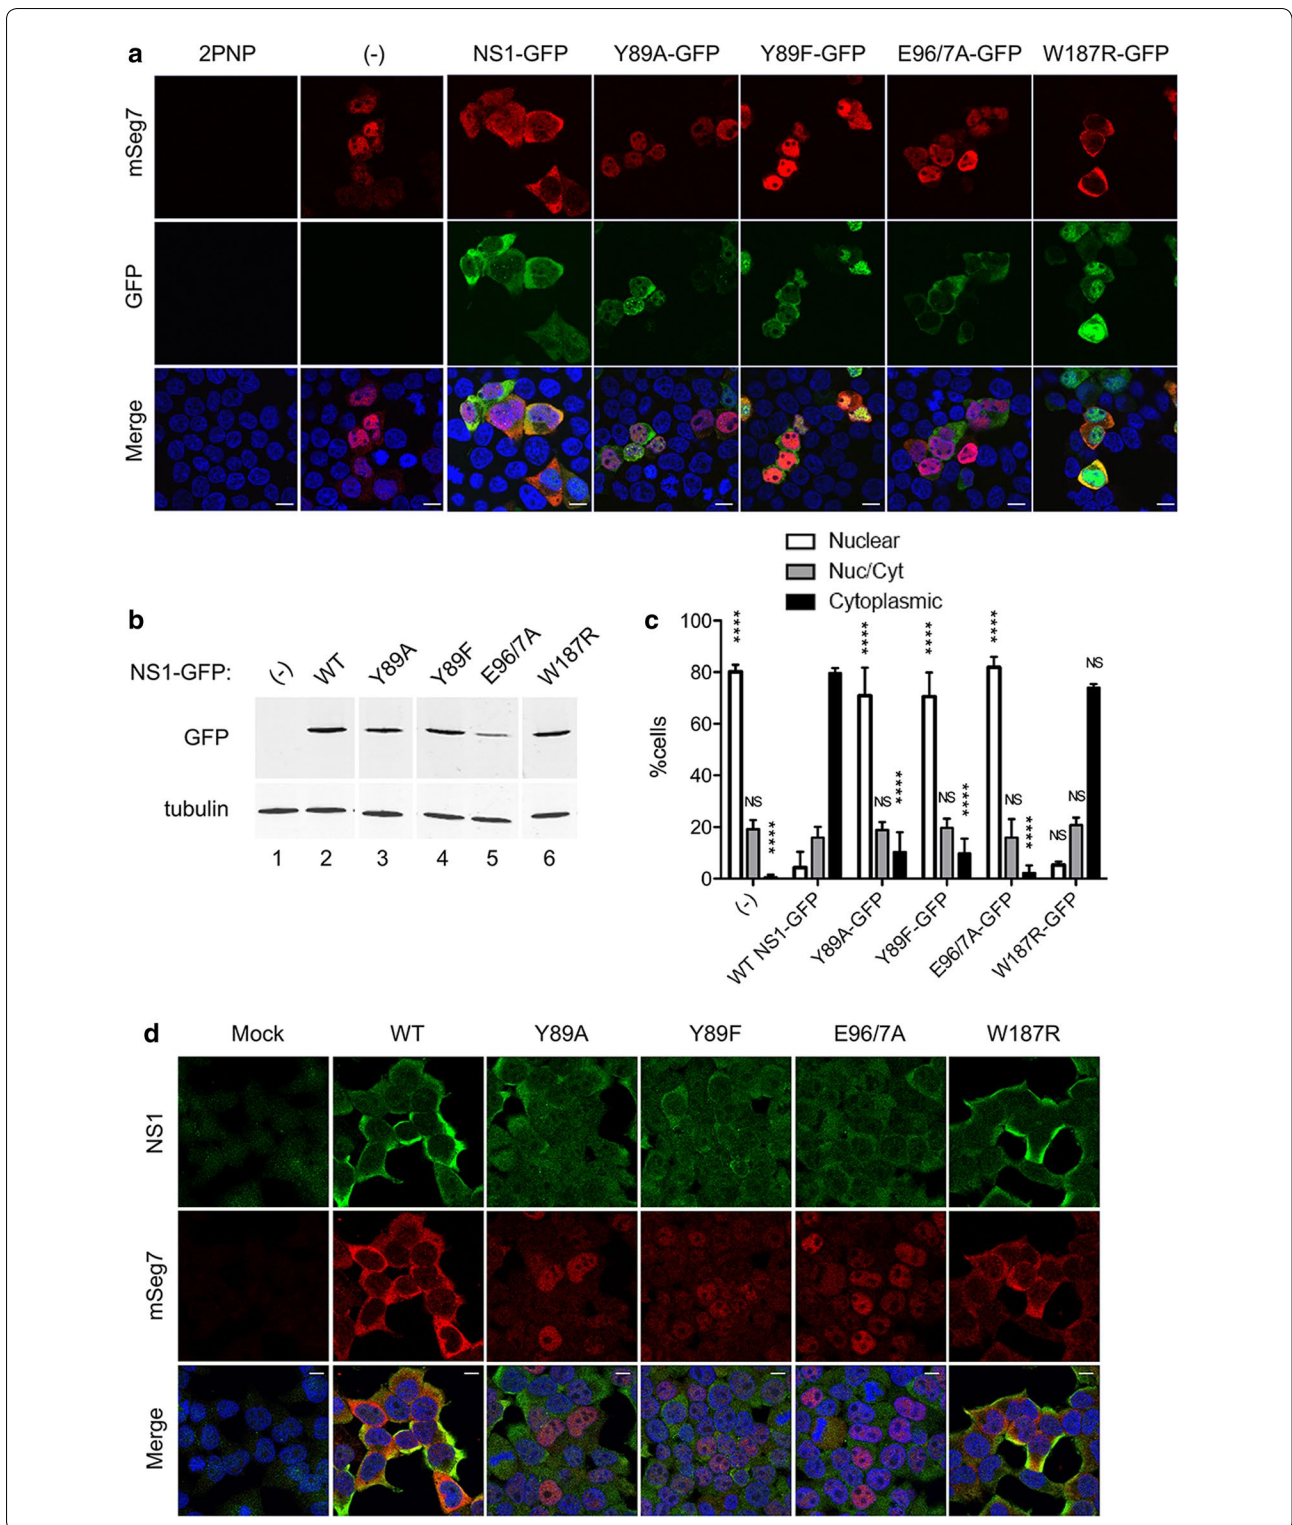 a
2PNP (-) NS1-GFP Y89A-GFP Y89F-GFP E96/7A-GFP W187R-GFP
mSeg7
GFP
Merge
b
NS1-GFP: (-) WT Y89A Y89F E96/7A W187R
GFP
tubulin
1 2 3 4 5 6
Nuclear
Nuc/Cyt
Cytoplasmic
c
%cells
100
80
60
40
20
0
**** **** **** **** NS
NS **** NS **** NS **** NS **** NS NS
(-) WT NS1-GFP Y89A-GFP Y89F-GFP E96/7A-GFP W187R-GFP
d
Mock WT Y89A Y89F E96/7A W187R
NS1
mSeg7
Merge